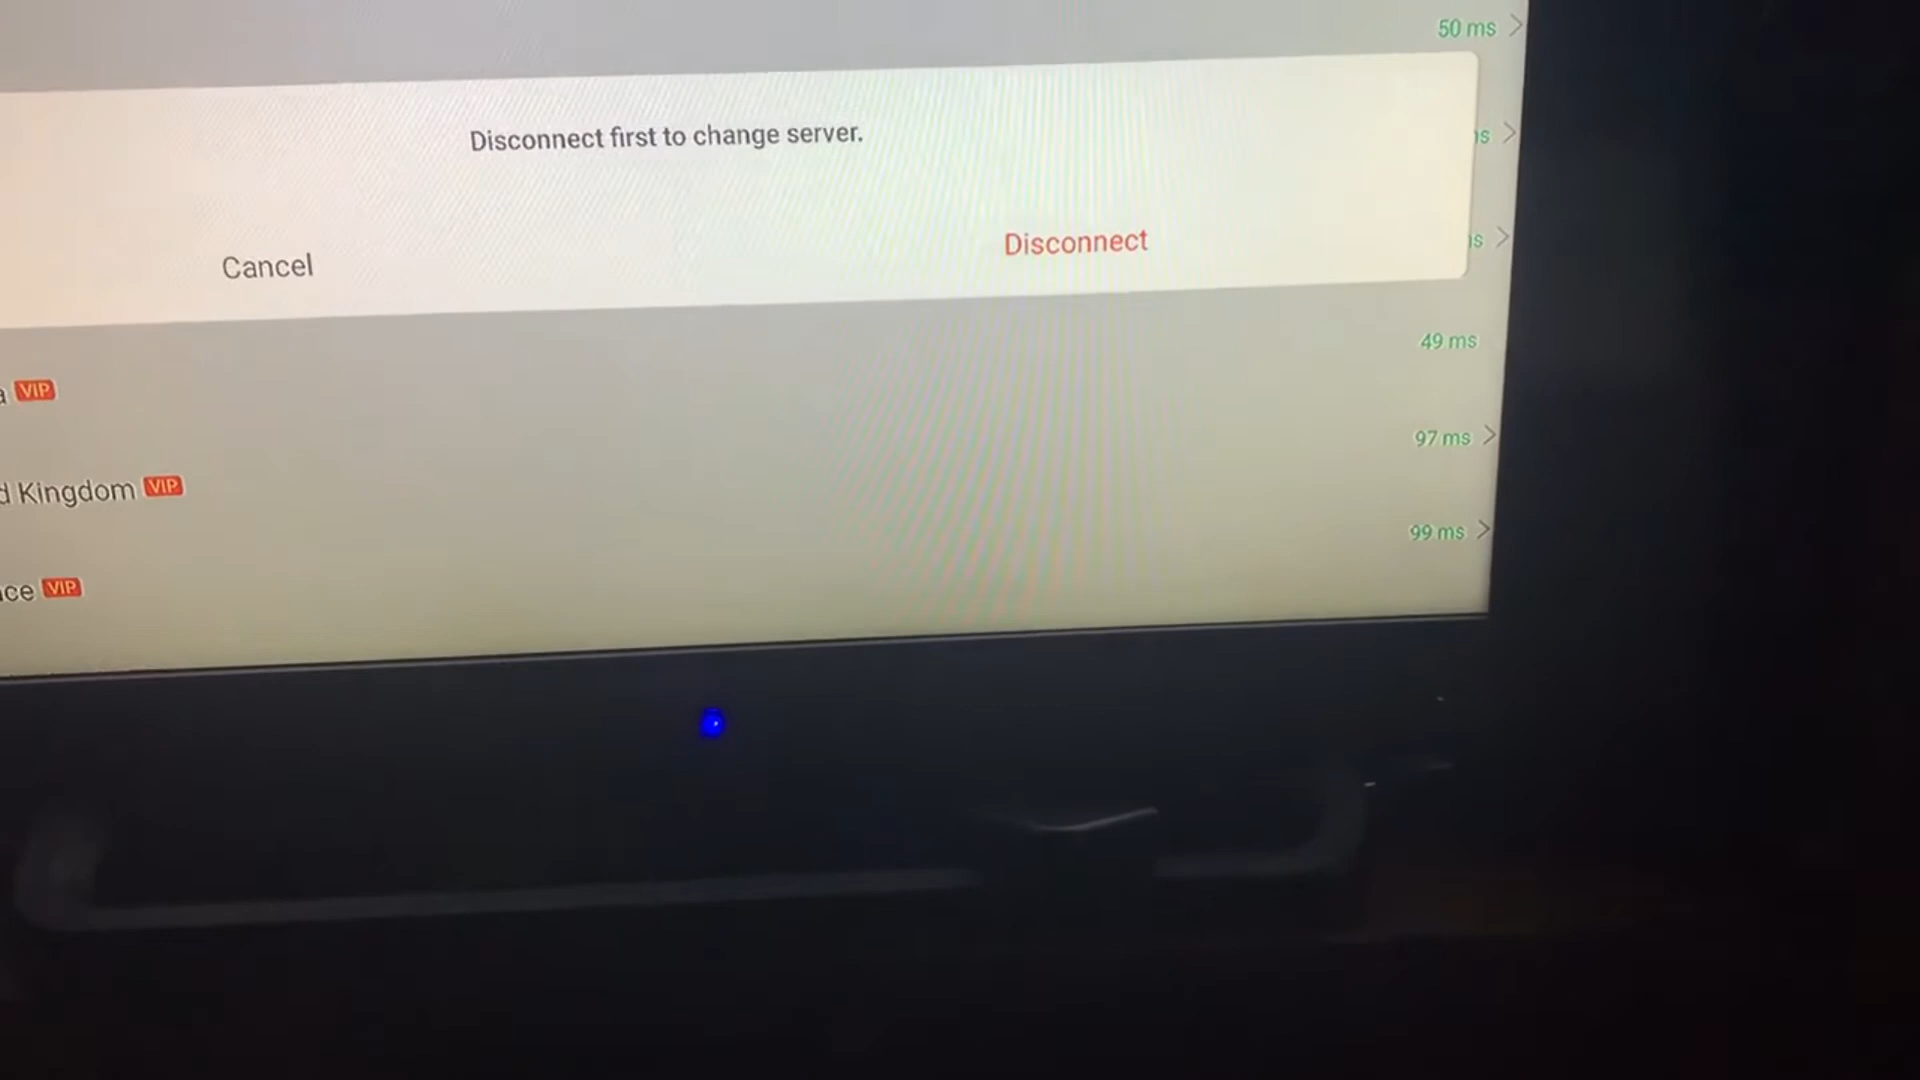 50 ms
Disconnect first to change server.
Cancel
Disconnect
49 ms
VIP
97 ms
Kingdom VIP
99 ms
VIP